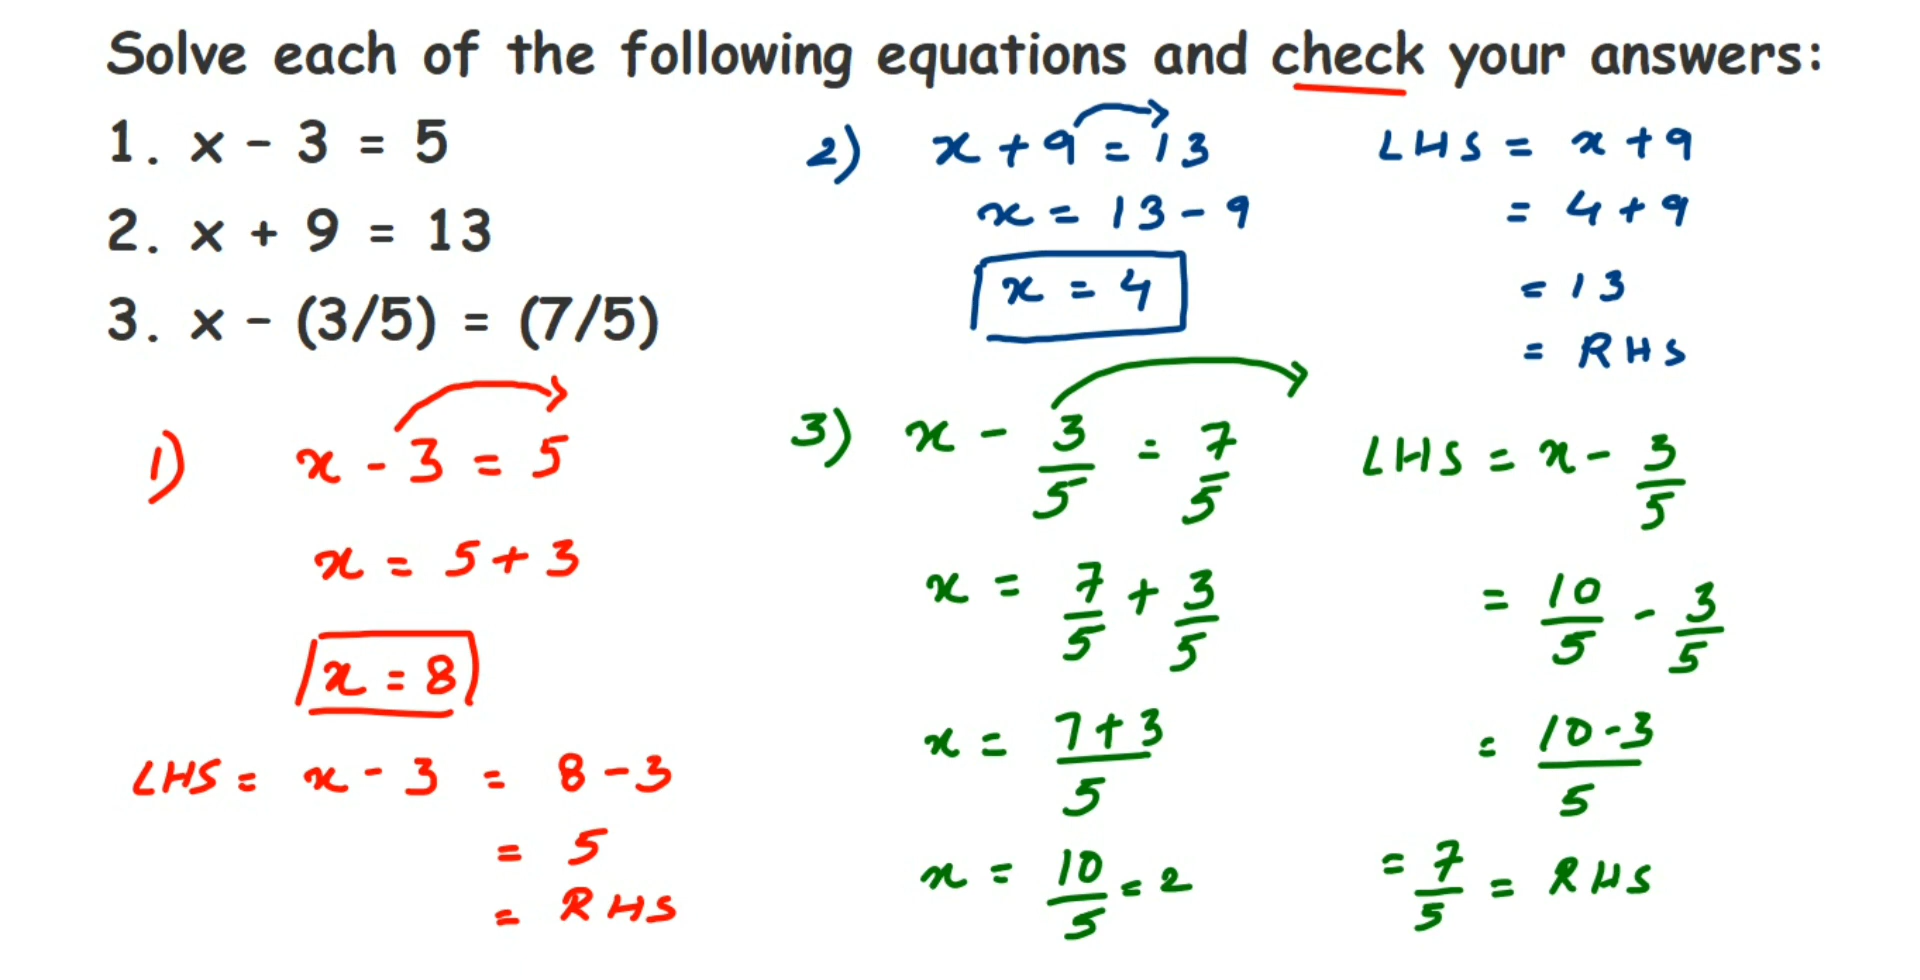 Solve each of the following equations and check your answers:
1. x - 3 = 5
2. x + 9 = 13
3. x - (3/5) = (7/5)
1) x - 3 = 5
x = 5 + 3
x = 8
LHS = x - 3 = 8 - 3
= 5
= RHS
2) x + 9 = 13
x = 13 - 9
x = 4
LHS = x + 9
= 4 + 9
= 13
= RHS
3) x - 3/5 = 7/5
x = 7/5 + 3/5
x = 7+3/5
x = 10/5 = 2
LHS = x - 3/5
= 10/5 - 3/5
= 10-3/5
= 7/5 = RHS